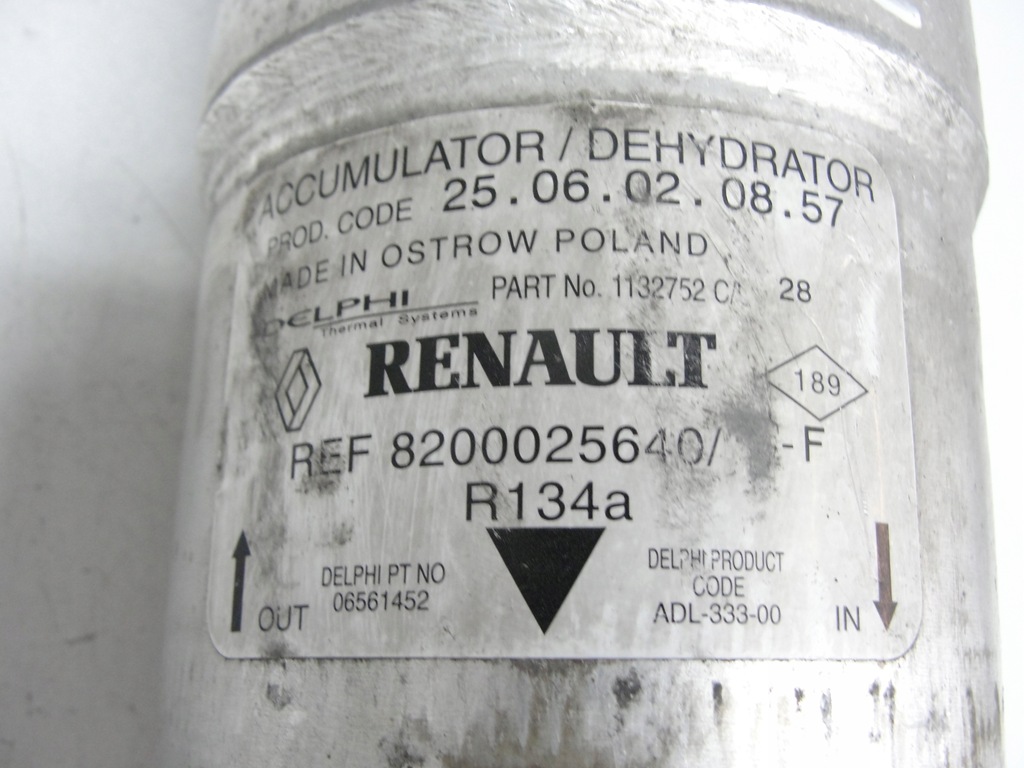 ACCUMULATOR / DEHYDRATOR
PROD. CODE 25.06.02.08.57
MADE IN OSTROW POLAND
DELPHI
Thermal Systems
PART No. 1132752 28
RENAULT
189
REF 8200025640/ -F
R134a
DELPHI PT NO
06561452
DELPHI PRODUCT
CODE
ADL-333-00
OUT
IN